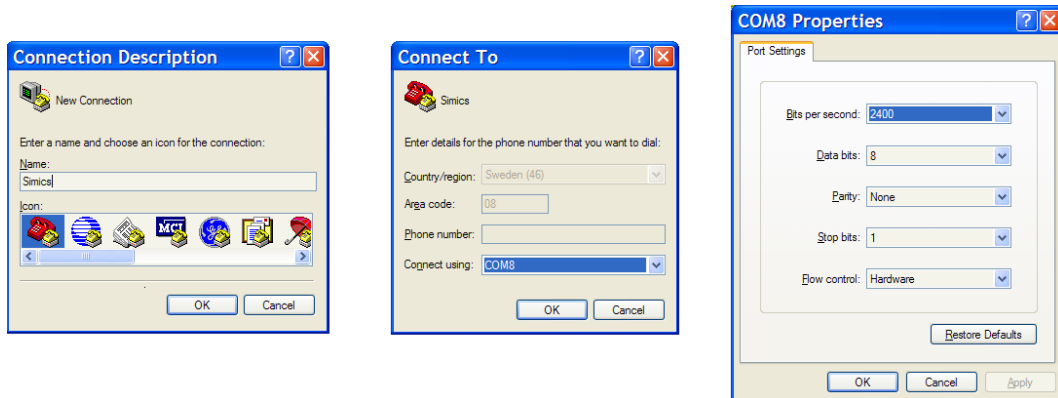 Connection Description
New Connection
Enter a name and choose an icon for the connection:
Name:
Simics
Icon:
MCI
OK Cancel
Connect To
Simics
Enter details for the phone number that you want to dial:
Country/region: Sweden (46)
Area code: 08
Phone number:
Connect using: COM8
OK Cancel
COM8 Properties
Port Settings
Bits per second: 2400
Data bits: 8
Parity: None
Stop bits: 1
Flow control: Hardware
Restore Defaults
OK Cancel Apply